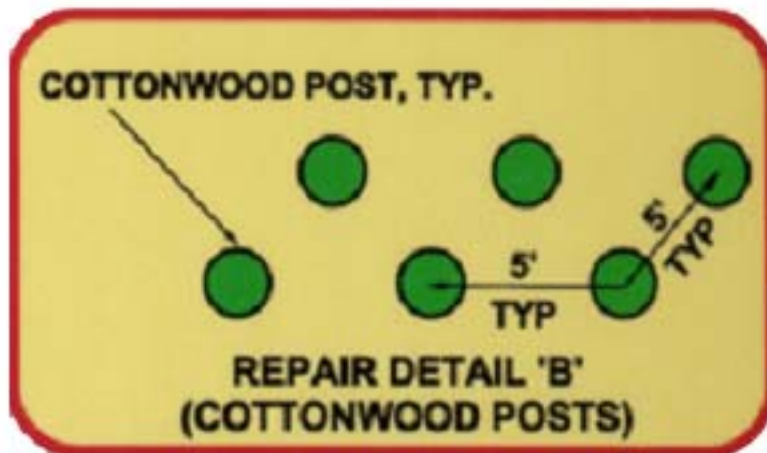 COTTONWOOD POST, TYP.
5'
TYP
5'
TYP
REPAIR DETAIL 'B'
(COTTONWOOD POSTS)